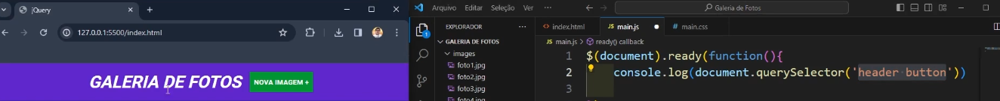 jQuery
127.0.0.1:5500/index.html
GALERIA DE FOTOS
NOVA IMAGEM +
Arquivo Editar Seleção Ver ...
Galeria de Fotos
EXPLORADOR ...
GALERIA DE FOTOS
images
foto1.jpg
foto2.jpg
foto3.jpg
foto4.jpg
1
index.html
main.js
main.css
main.js > ready() callback
1 $(document).ready(function(){
2 console.log(document.querySelector('header button'))
3